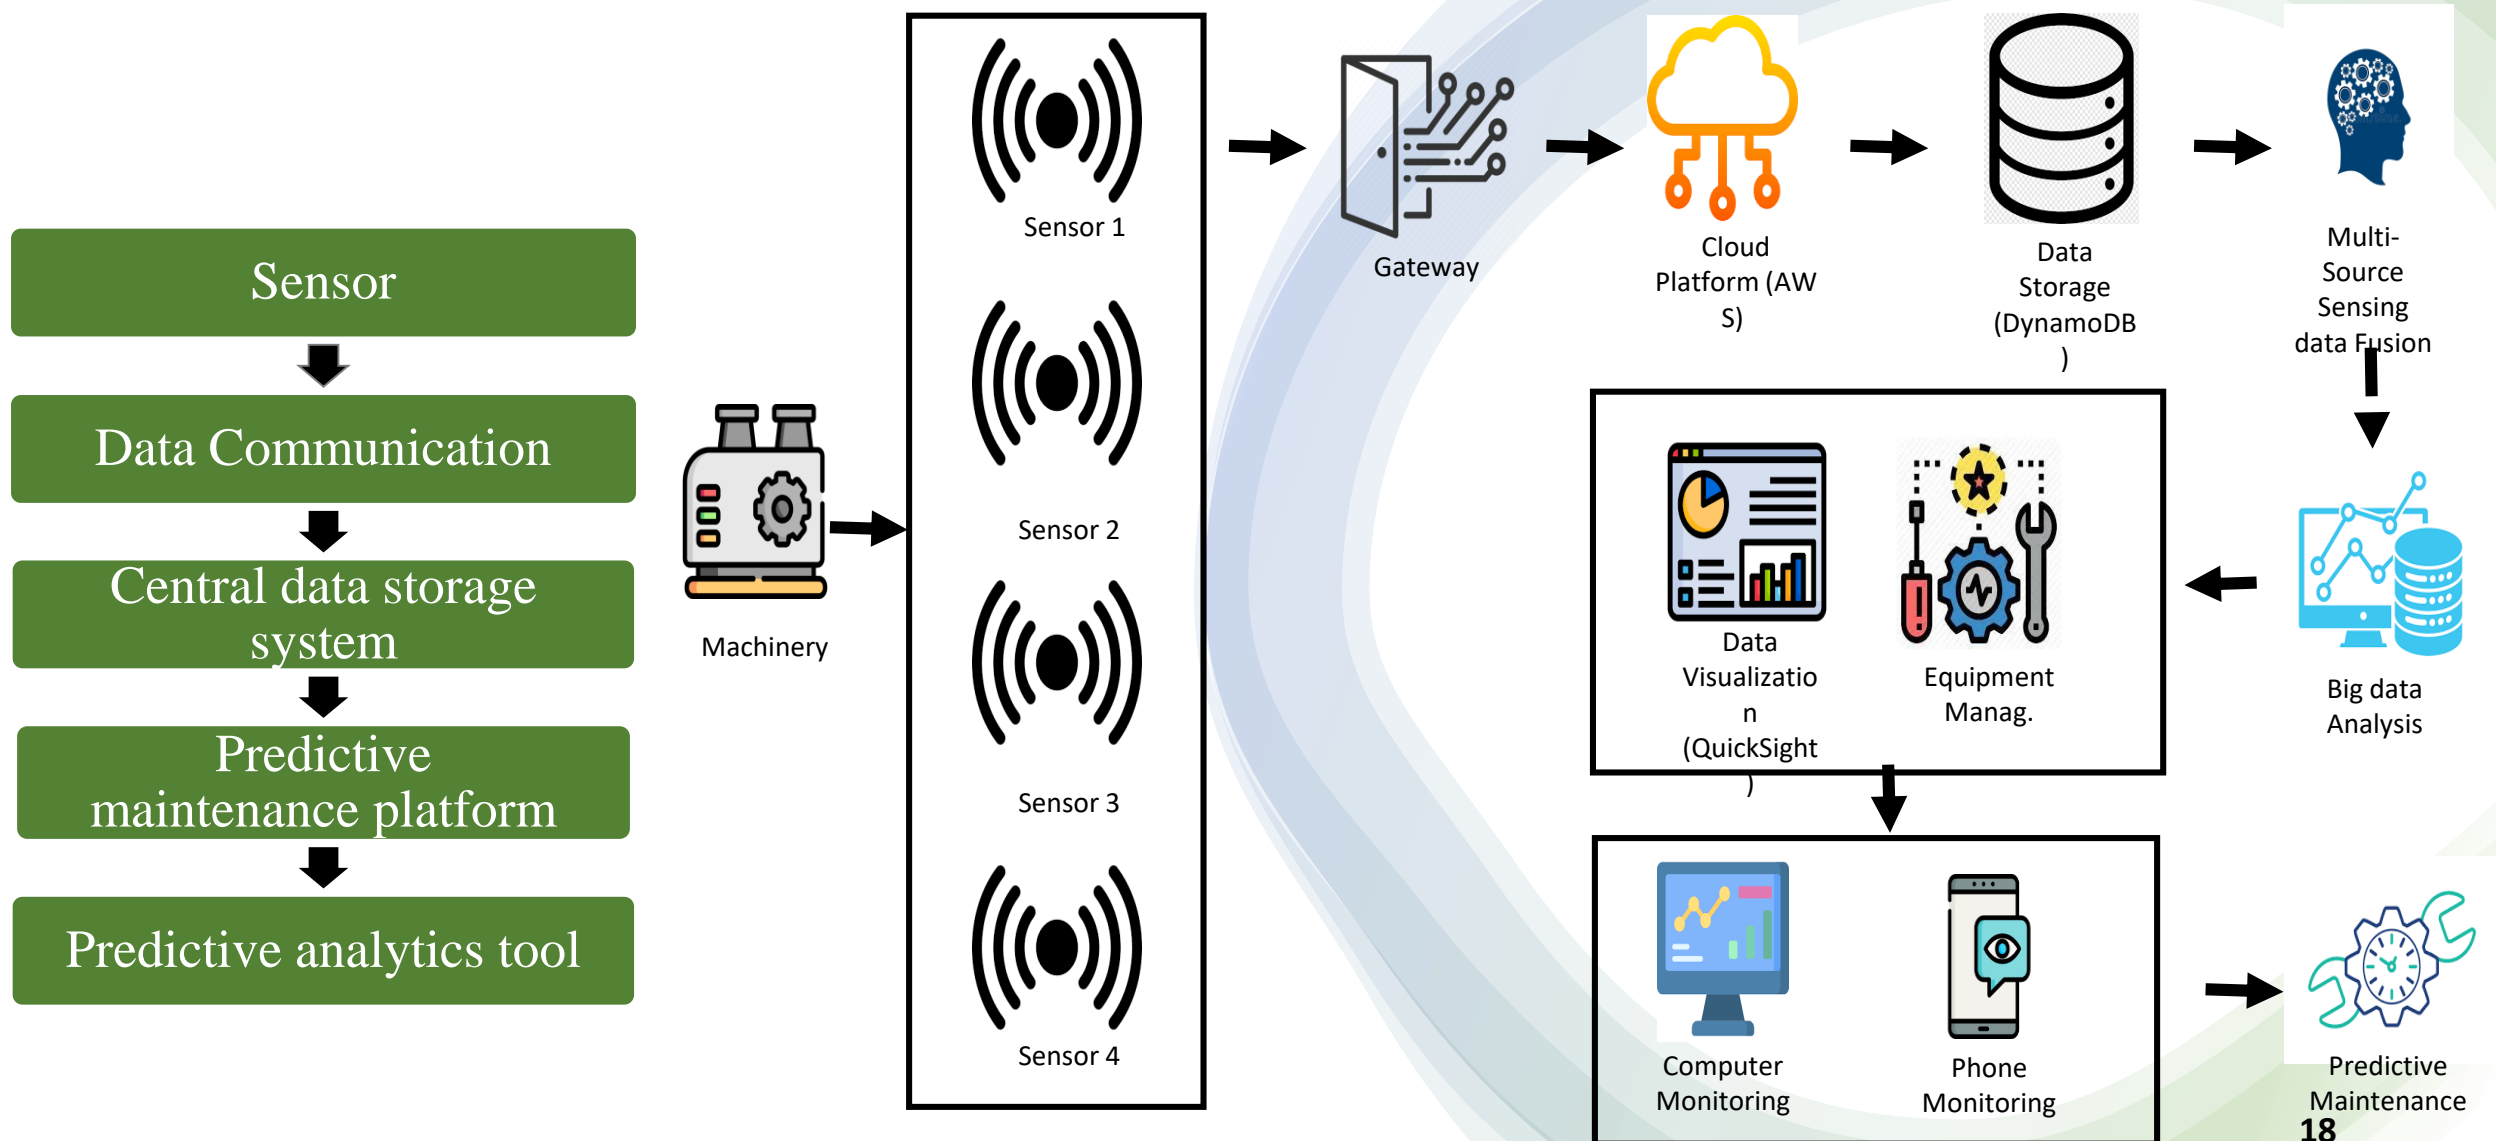 Sensor
Data Communication
Central data storage
system
Predictive
maintenance platform
Predictive analytics tool
Machinery
Sensor 1
Sensor 2
Sensor 3
Sensor 4
Gateway
Cloud
Platform (AW
S)
Data
Storage
(DynamoDB
)
Multi-
Source
Sensing
data Fusion
Big data
Analysis
Data
Visualizatio
n
(QuickSight
)
Equipment
Manag.
Computer
Monitoring
Phone
Monitoring
Predictive
Maintenance
18